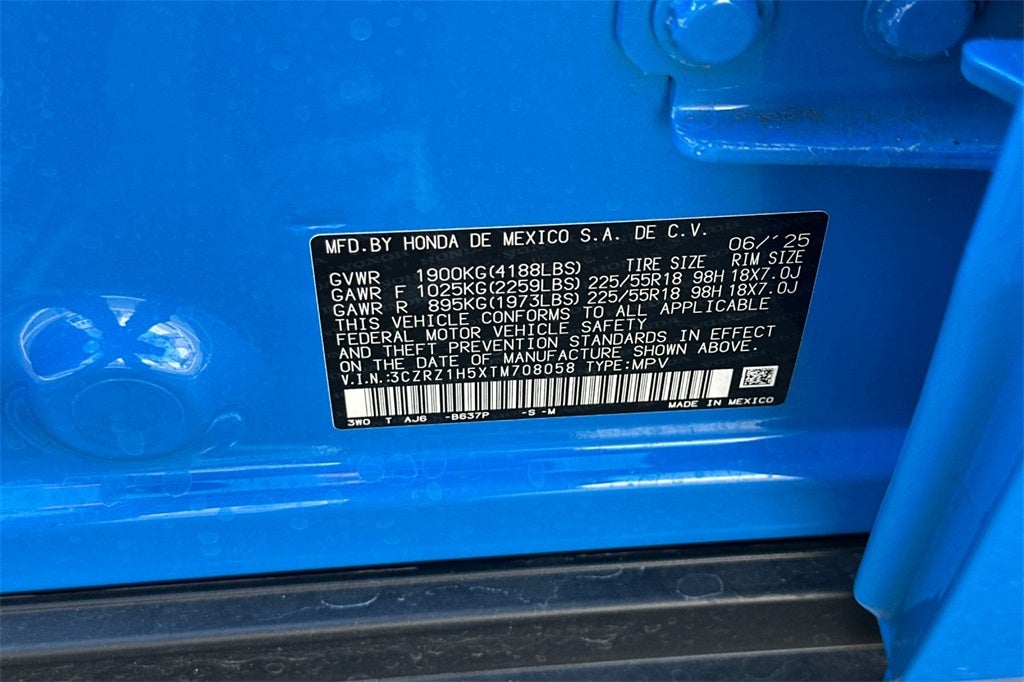 MFD.BY HONDA DE MEXICO S.A. DE C.V. 06/'25
GVWR 1900KG(4188LBS) TIRE SIZE RIM SIZE
GAWR F 1025KG(2259LBS) 225/55R18 98H 18X7.0J
GAWR R 895KG(1973LBS) 225/55R18 98H 18X7.0J
THIS VEHICLE CONFORMS TO ALL APPLICABLE
FEDERAL MOTOR VEHICLE SAFETY
AND THEFT PREVENTION STANDARDS IN EFFECT
ON THE DATE OF MANUFACTURE SHOWN ABOVE.
V.I.N.:3CZRZ1H5XTM708058 TYPE:MPV
3W0 T AJ6 -B637P -S -M MADE IN MEXICO